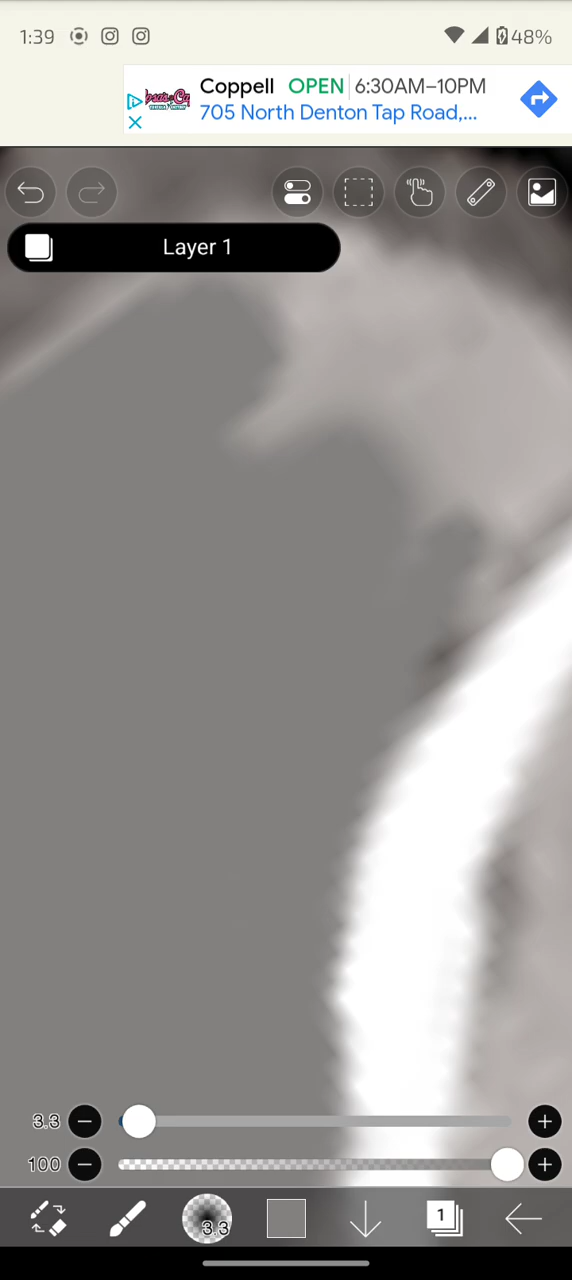 1:39
48%
Coppell OPEN 6:30AM–10PM
705 North Denton Tap Road,...
Layer 1
3.3
100
3.3
1